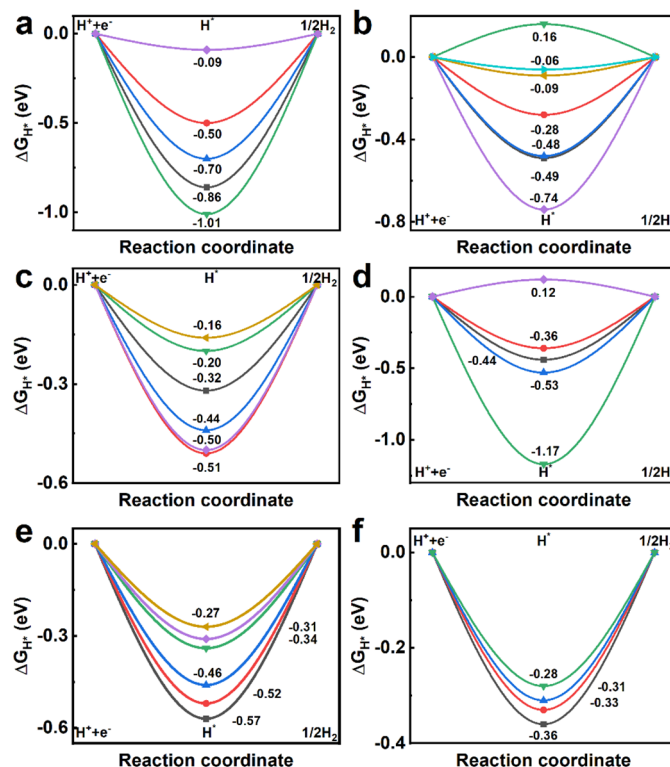 a
H⁺+e⁻ H* 1/2H₂
0.0
-0.5
-1.0
ΔG_H* (eV)
-0.09
-0.50
-0.70
-0.86
-1.01
Reaction coordinate
b
0.0
-0.4
-0.8
ΔG_H* (eV)
0.16
-0.06
-0.09
-0.28
-0.48
-0.49
-0.74
H⁺+e⁻ H* 1/2H
Reaction coordinate
c
H⁺+e⁻ H* 1/2H₂
0.0
-0.3
-0.6
ΔG_H* (eV)
-0.16
-0.20
-0.32
-0.44
-0.50
-0.51
Reaction coordinate
d
0.0
-0.5
-1.0
ΔG_H* (eV)
0.12
-0.36
-0.44
-0.53
-1.17
H⁺+e⁻ H* 1/2H
Reaction coordinate
e
0.0
-0.3
-0.6
ΔG_H* (eV)
-0.27
-0.31
-0.34
-0.46
-0.52
-0.57
H⁺+e⁻ H* 1/2H₂
Reaction coordinate
f
H⁺+e⁻ H* 1/2H
0.0
-0.2
-0.4
ΔG_H* (eV)
-0.28
-0.31
-0.33
-0.36
Reaction coordinate